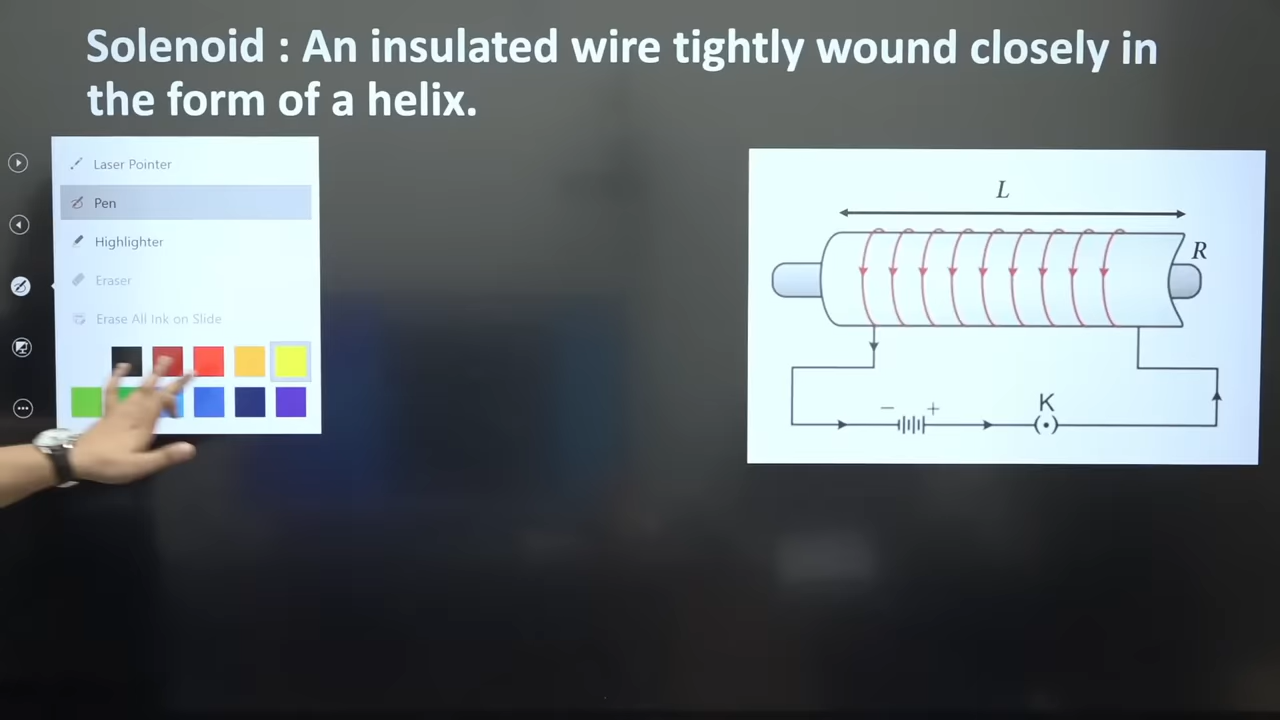 Solenoid : An insulated wire tightly wound closely in
the form of a helix.
Laser Pointer
Pen
Highlighter
Eraser
Erase All Ink on Slide
L
R
− +
K